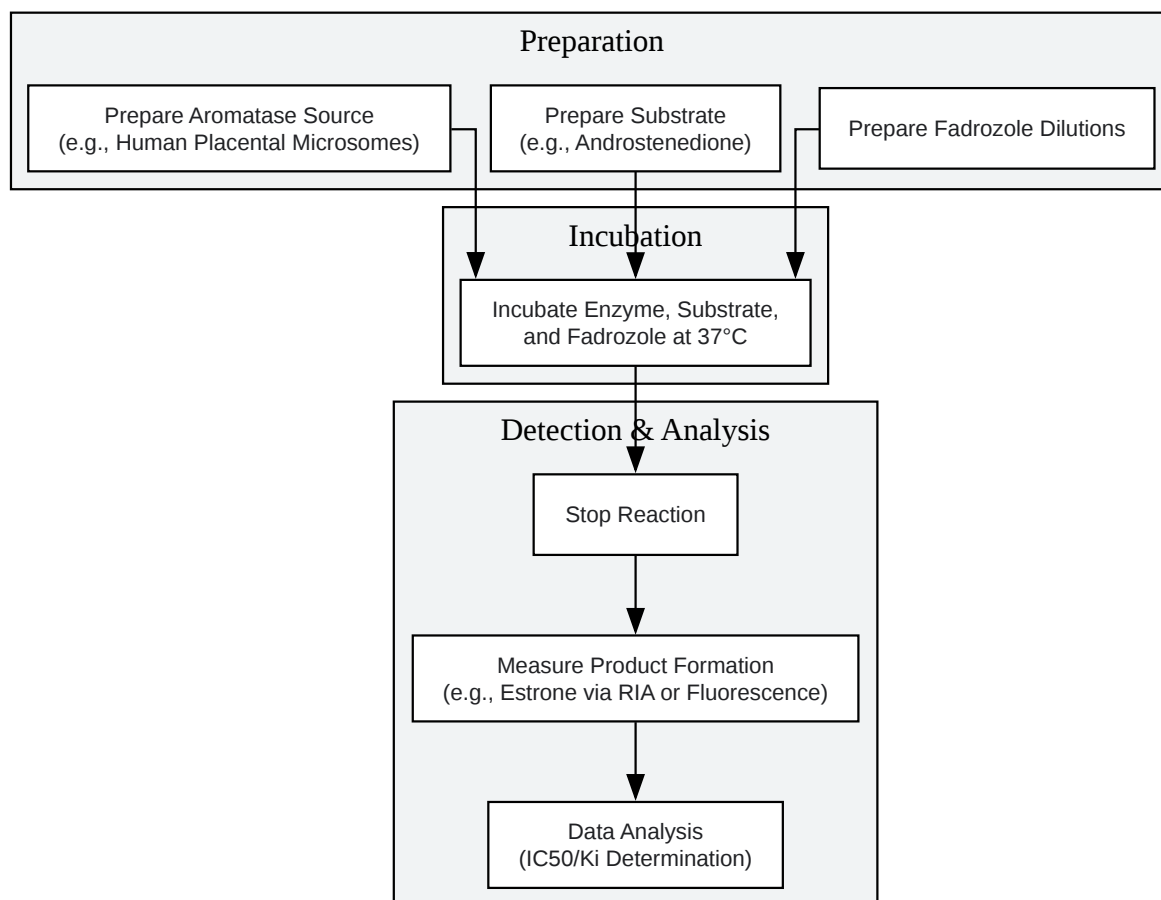 Preparation
Prepare Aromatase Source
(e.g., Human Placental Microsomes)
Prepare Substrate
(e.g., Androstenedione)
Prepare Fadrozole Dilutions
Incubation
Incubate Enzyme, Substrate,
and Fadrozole at 37°C
Detection & Analysis
Stop Reaction
Measure Product Formation
(e.g., Estrone via RIA or Fluorescence)
Data Analysis
(IC50/Ki Determination)